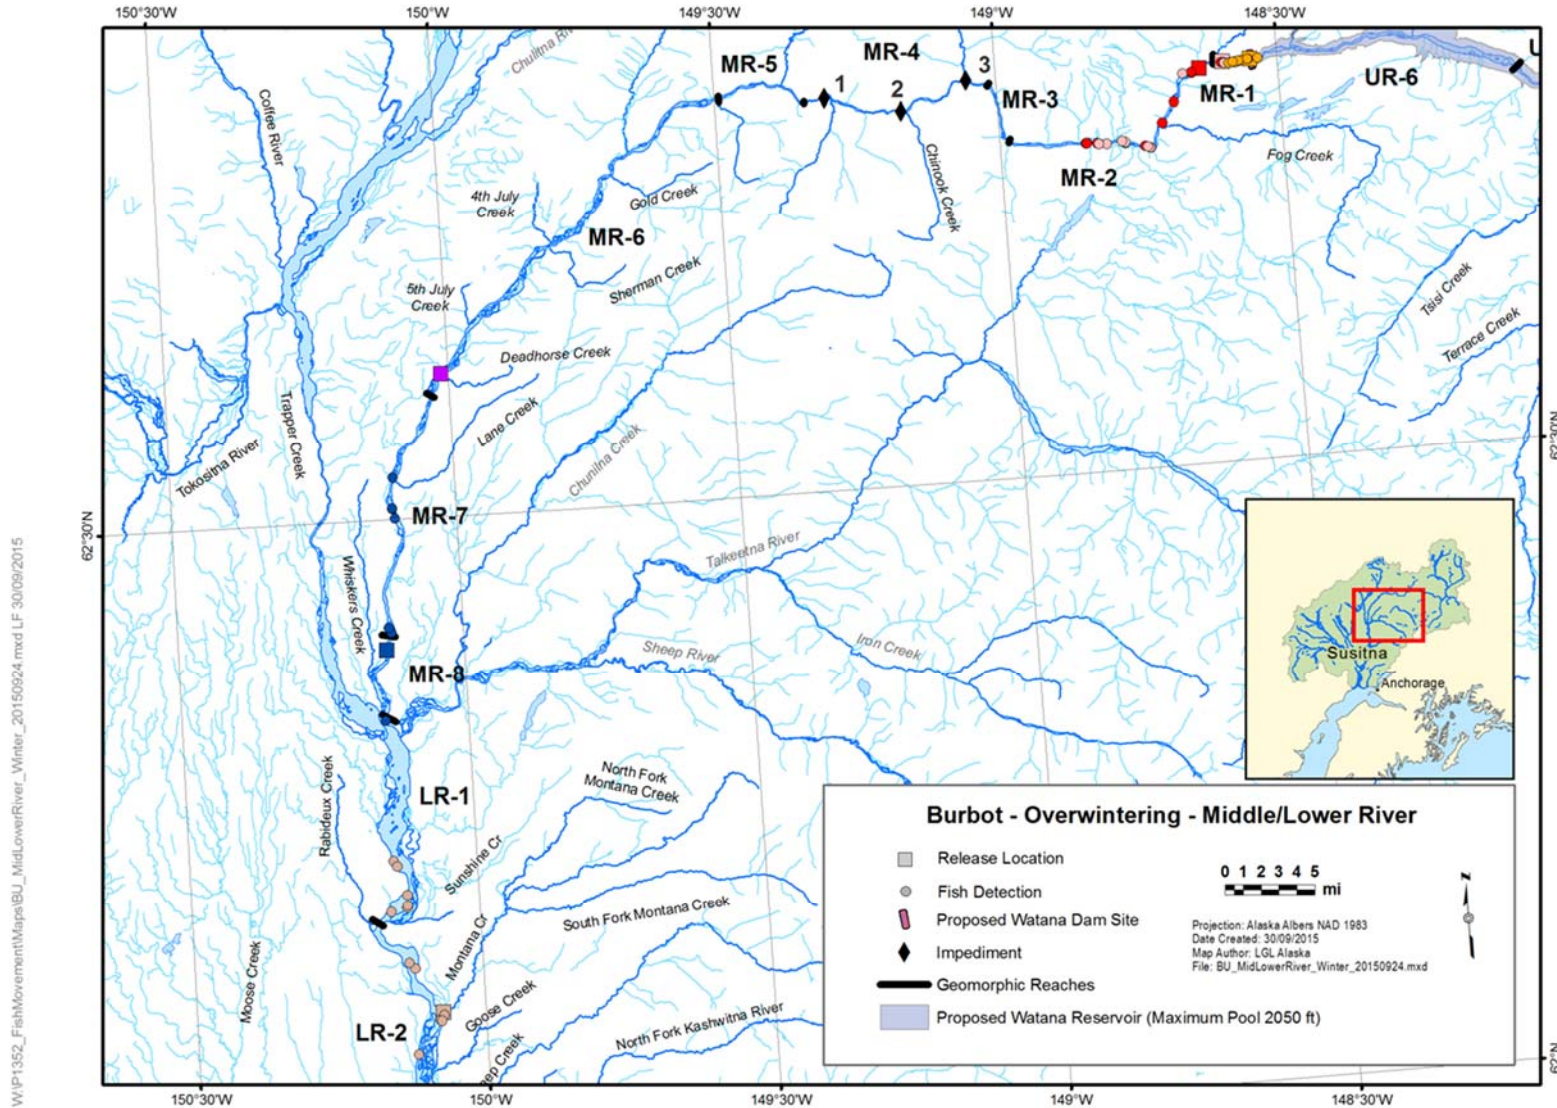 150°30'W
150°W
149°30'W
149°W
148°30'W
Chulitna Riv
MR-5
MR-4
1
2
3
MR-3
MR-1
UR-6
U
Coffee River
MR-2
Fog Creek
Chinook Creek
4th July
Creek
Gold Creek
MR-6
Sherman Creek
5th July
Creek
Tsisi Creek
Terrace Creek
Deadhorse Creek
Lane Creek
Trapper Creek
Chunilna Creek
Tokositna River
62°30'N
62°30'N
MR-7
Whiskers Creek
Talkeetna River
Iron Creek
Sheep River
MR-8
Susitna
Anchorage
Rabideux Creek
North Fork
Montana Creek
LR-1
Sunshine Cr
South Fork Montana Creek
Montana Cr
Moose Creek
Goose Creek
LR-2
North Fork Kashwitna River
eep Creek
Burbot - Overwintering - Middle/Lower River
Release Location
Fish Detection
Proposed Watana Dam Site
Impediment
Geomorphic Reaches
Proposed Watana Reservoir (Maximum Pool 2050 ft)
0 1 2 3 4 5
mi
N
Projection: Alaska Albers NAD 1983
Date Created: 30/09/2015
Map Author: LGL Alaska
File: BU_MidLowerRiver_Winter_20150924.mxd
62°N
150°30'W
150°W
149°30'W
149°W
148°30'W
W:\P1352_FishMovement\Maps\BU_MidLowerRiver_Winter_20150924.mxd LF 30/09/2015